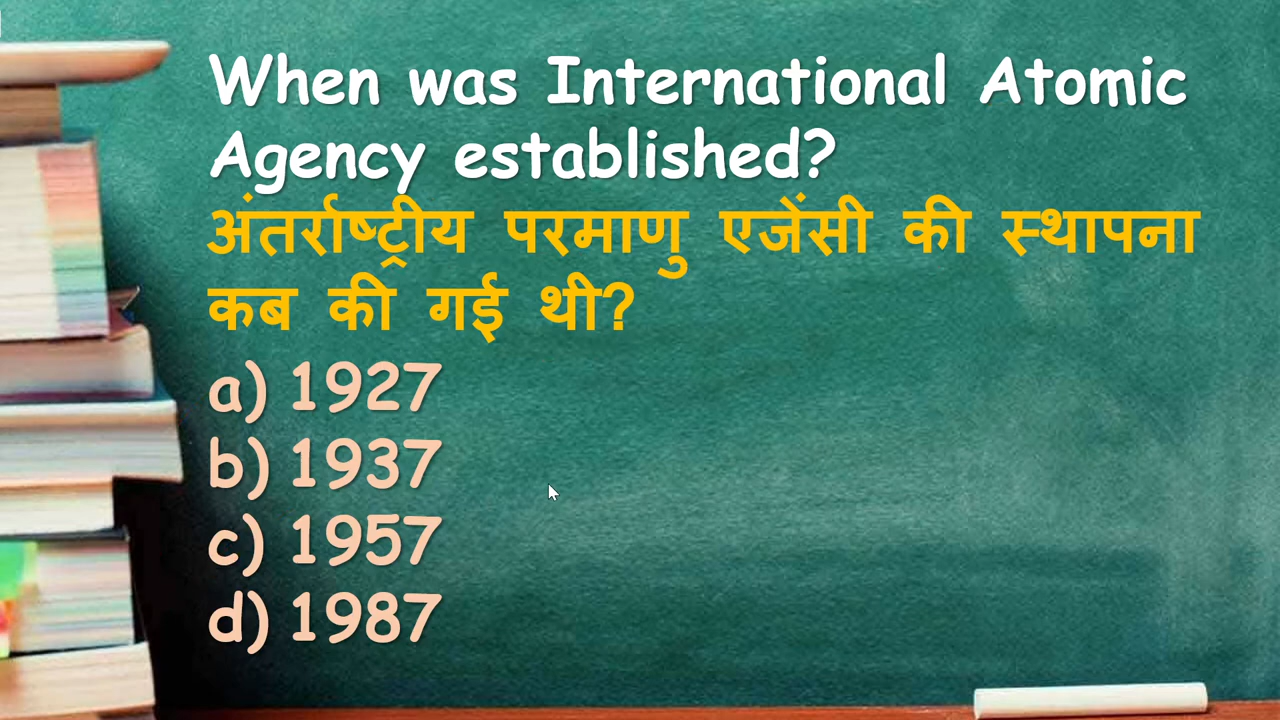 When was International Atomic
Agency established?
अंतर्राष्ट्रीय परमाणु एजेंसी की स्थापना
कब की गई थी?
a) 1927
b) 1937
c) 1957
d) 1987